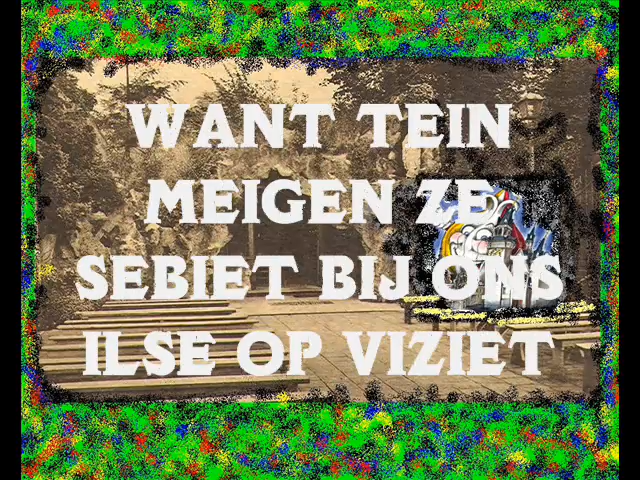 WANT TEIN
MEIGEN ZE
SEBIET BIJ ONS
ILSE OP VIZIET